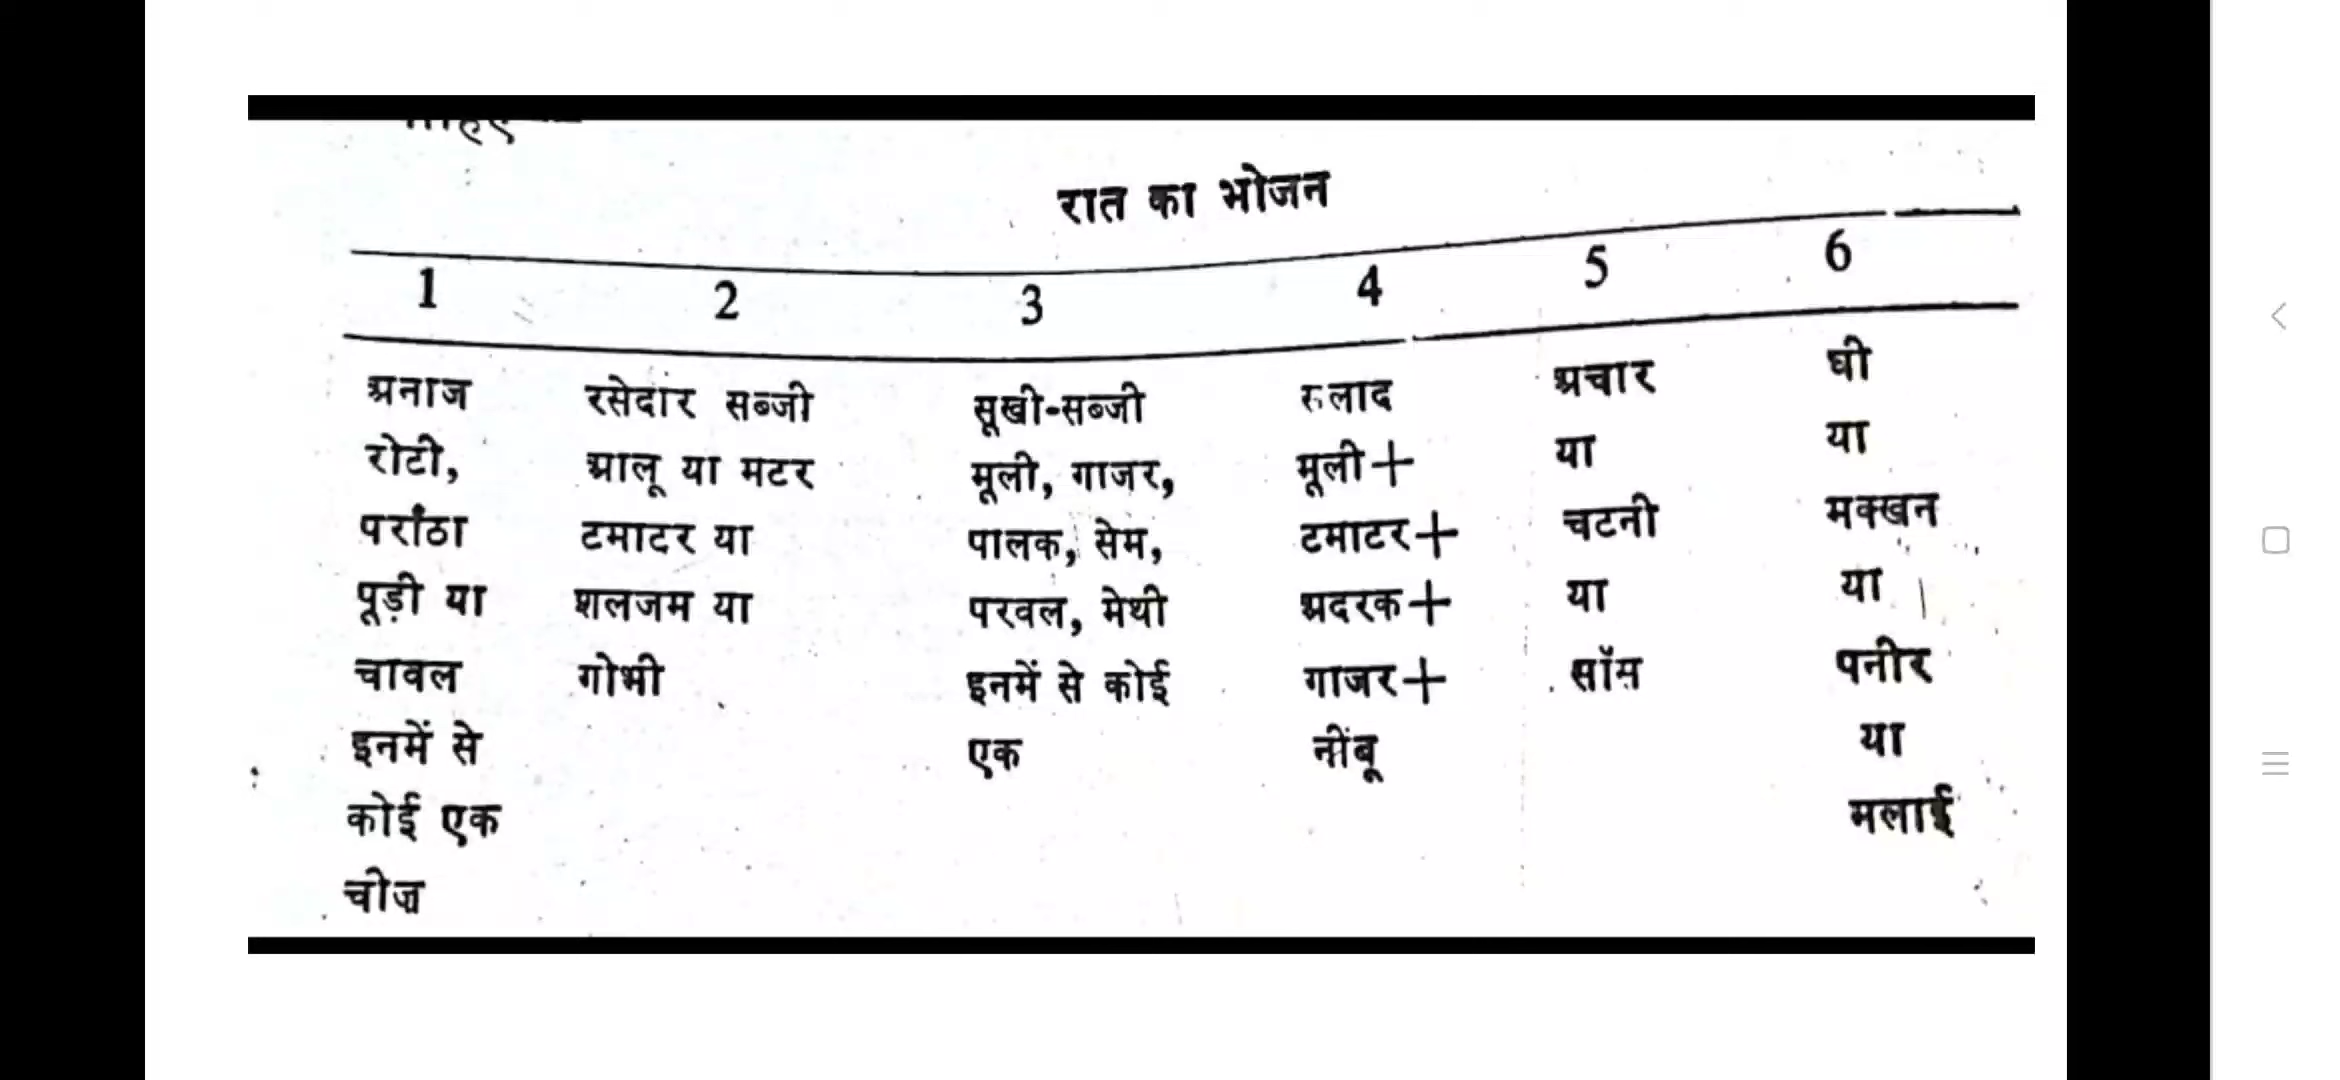 रात का भोजन
1 2 3 4 5 6
अनाज रसेदार सब्जी सूखी-सब्जी सलाद अचार घी
रोटी, आलू या मटर मूली, गाजर, मूली+ या या
पराँठा टमाटर या पालक, सेम, टमाटर+ चटनी मक्खन
पूड़ी या शलजम या परवल, मेथी अदरक+ या या
चावल गोभी इनमें से कोई गाजर+ सॉस पनीर
इनमें से एक नींबू या
कोई एक मलाई
चीज़